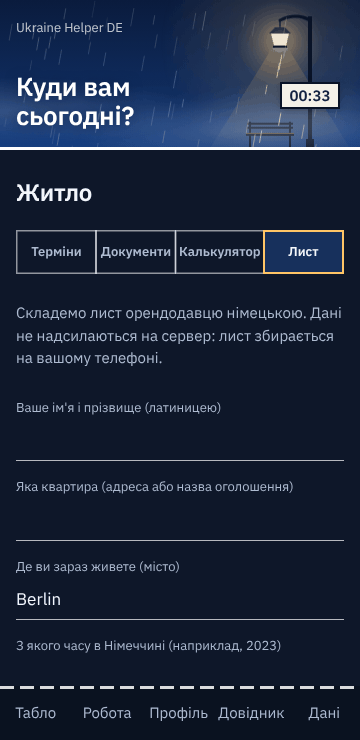 Ukraine Helper DE
Куди вам
сьогодні?
00:33
Житло
Терміни Документи Калькулятор Лист
Складемо лист орендодавцю німецькою. Дані
не надсилаються на сервер: лист збирається
на вашому телефоні.
Ваше ім'я і прізвище (латиницею)
Яка квартира (адреса або назва оголошення)
Де ви зараз живете (місто)
Berlin
З якого часу в Німеччині (наприклад, 2023)
Табло Робота Профіль Довідник Дані